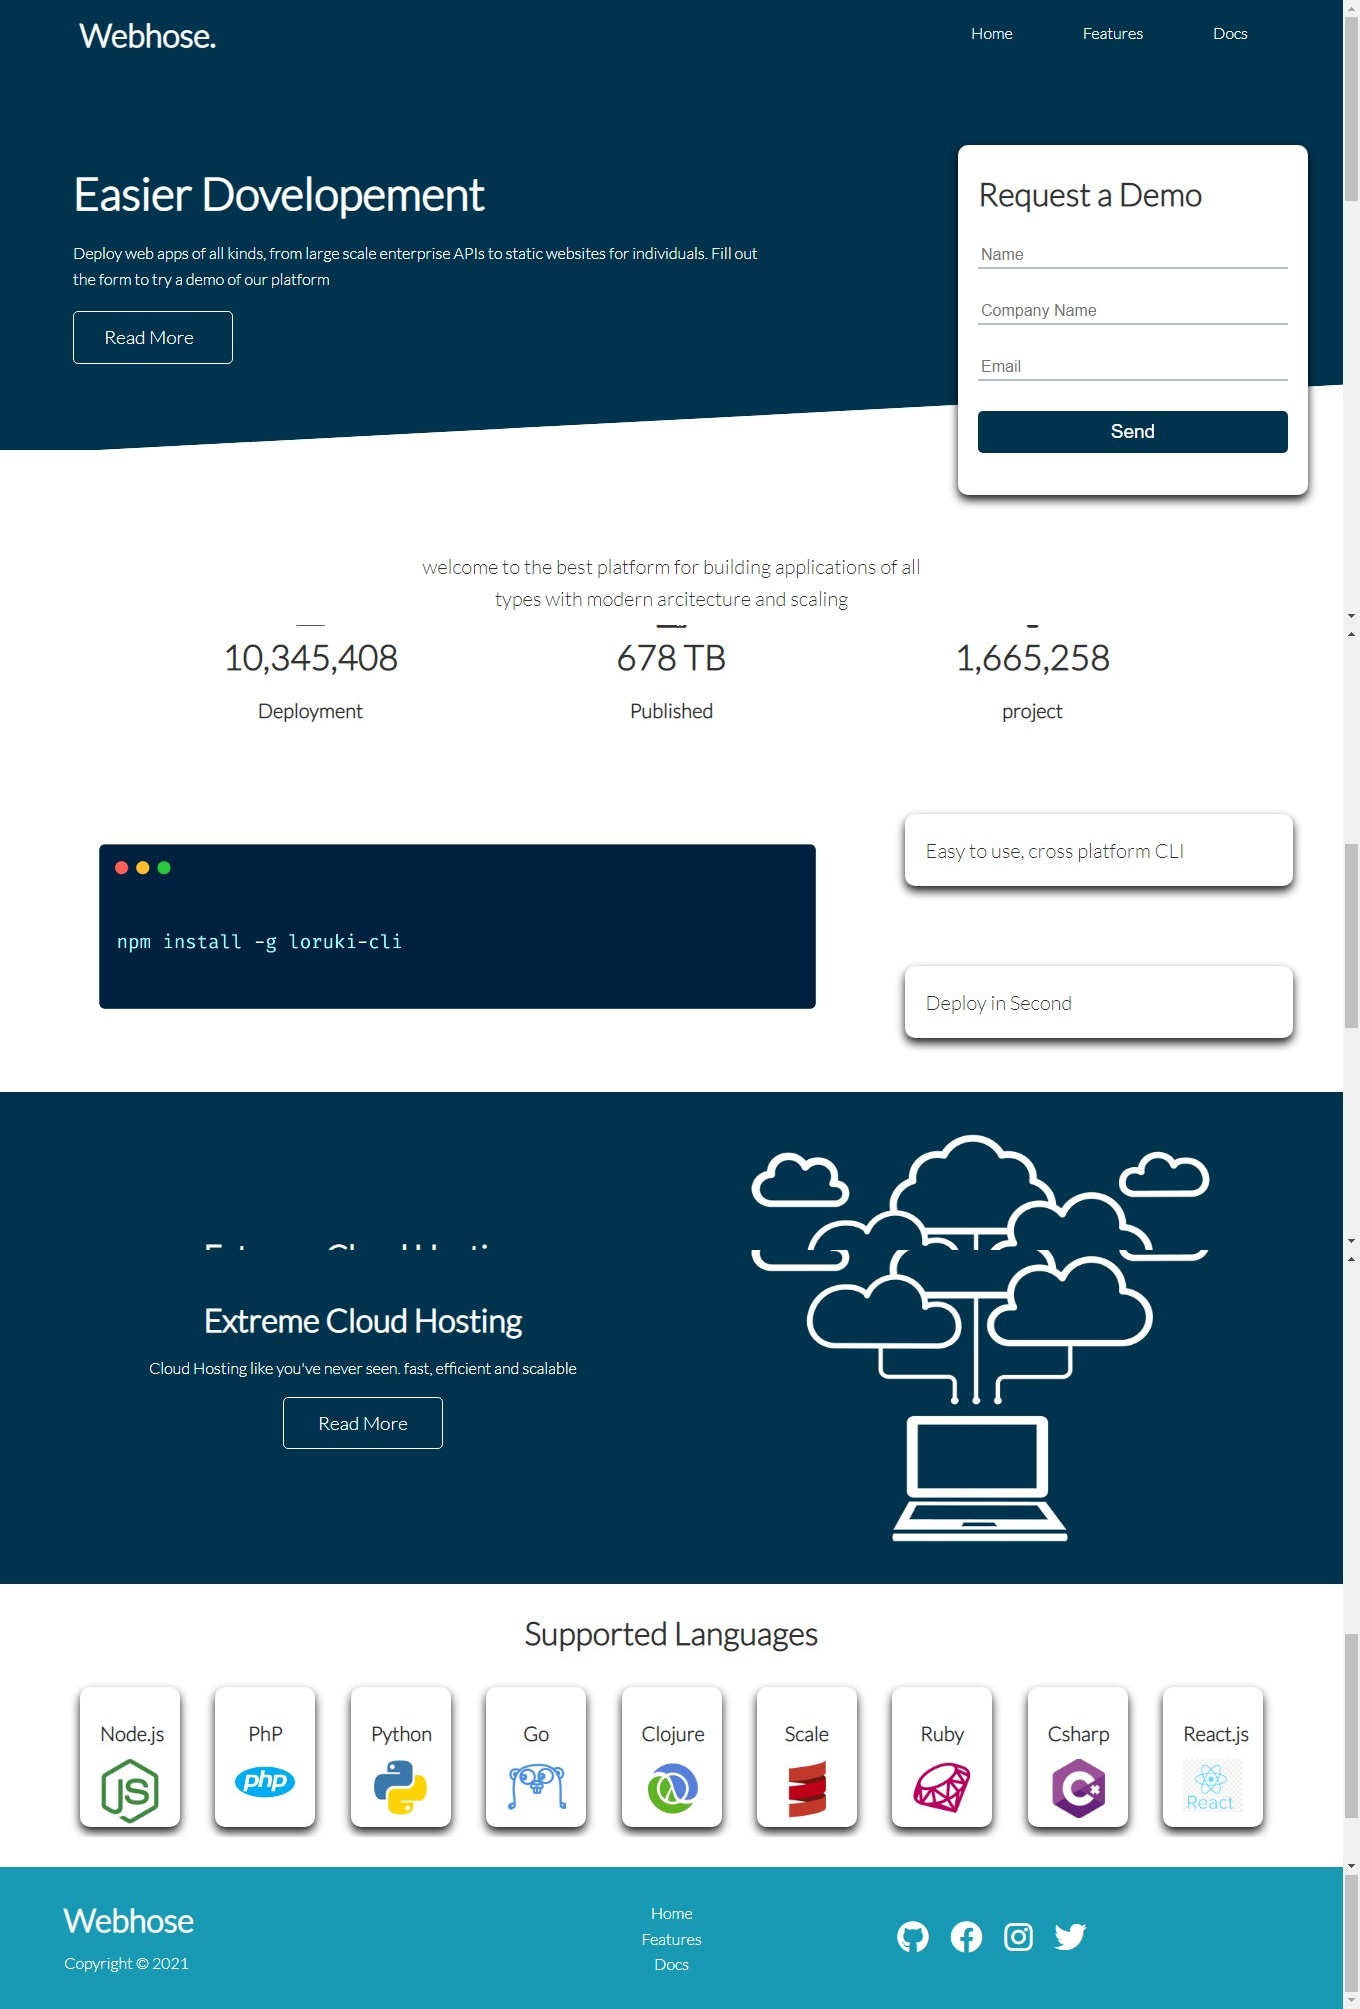 Webhose.
Home
Features
Docs
Easier Dovelopement
Deploy web apps of all kinds, from large scale enterprise APIs to static websites for individuals. Fill out
the form to try a demo of our platform
Read More
Request a Demo
Name
Company Name
Email
Send
welcome to the best platform for building applications of all
types with modern arcitecture and scaling
10,345,408
Deployment
678 TB
Published
1,665,258
project
npm install -g loruki-cli
Easy to use, cross platform CLI
Deploy in Second
Extreme Cloud Hosting
Cloud Hosting like you've never seen. fast, efficient and scalable
Read More
Supported Languages
Node.js
JS
PhP
php
Python
Go
Clojure
Scale
Ruby
Csharp
C
React.js
React
Webhose
Copyright © 2021
Home
Features
Docs